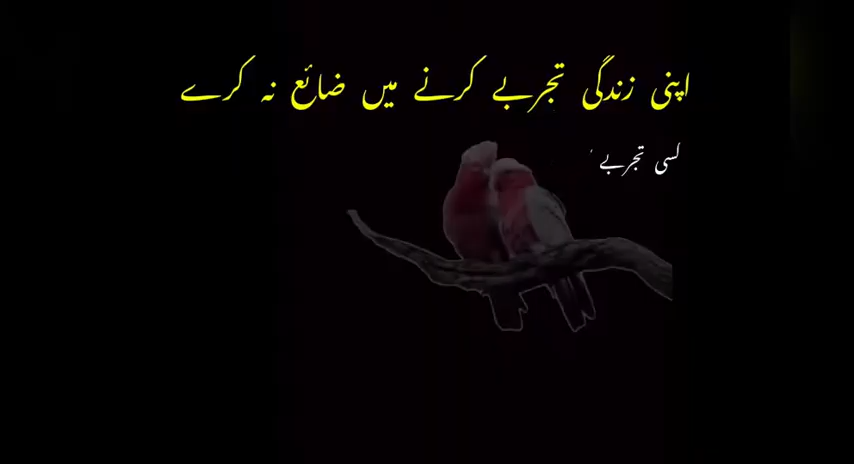 اپنی زندگی تجربے کرنے میں ضائع نہ کرے
تجربے